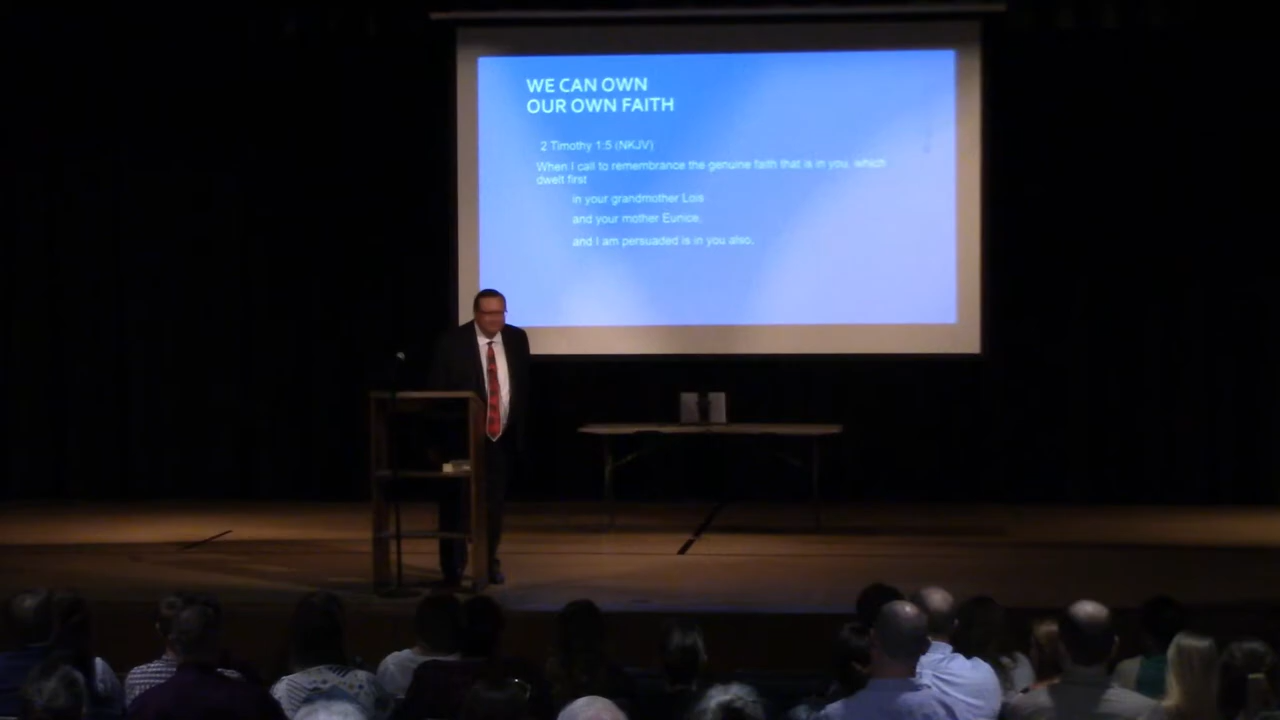 WE CAN OWN
OUR OWN FAITH
2 Timothy 1:5 (NKJV)
When I call to remembrance the genuine faith that is in you, which
dwelt first
in your grandmother Lois
and your mother Eunice,
and I am persuaded is in you also.